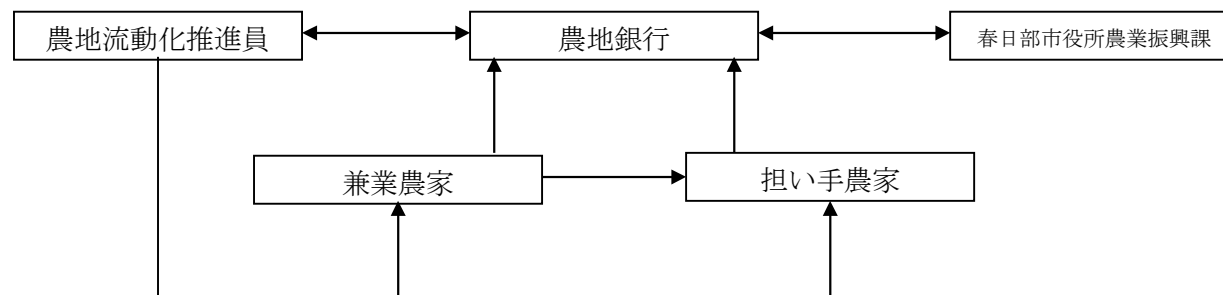 農地流動化推進員
農地銀行
春日部市役所農業振興課
兼業農家
担い手農家